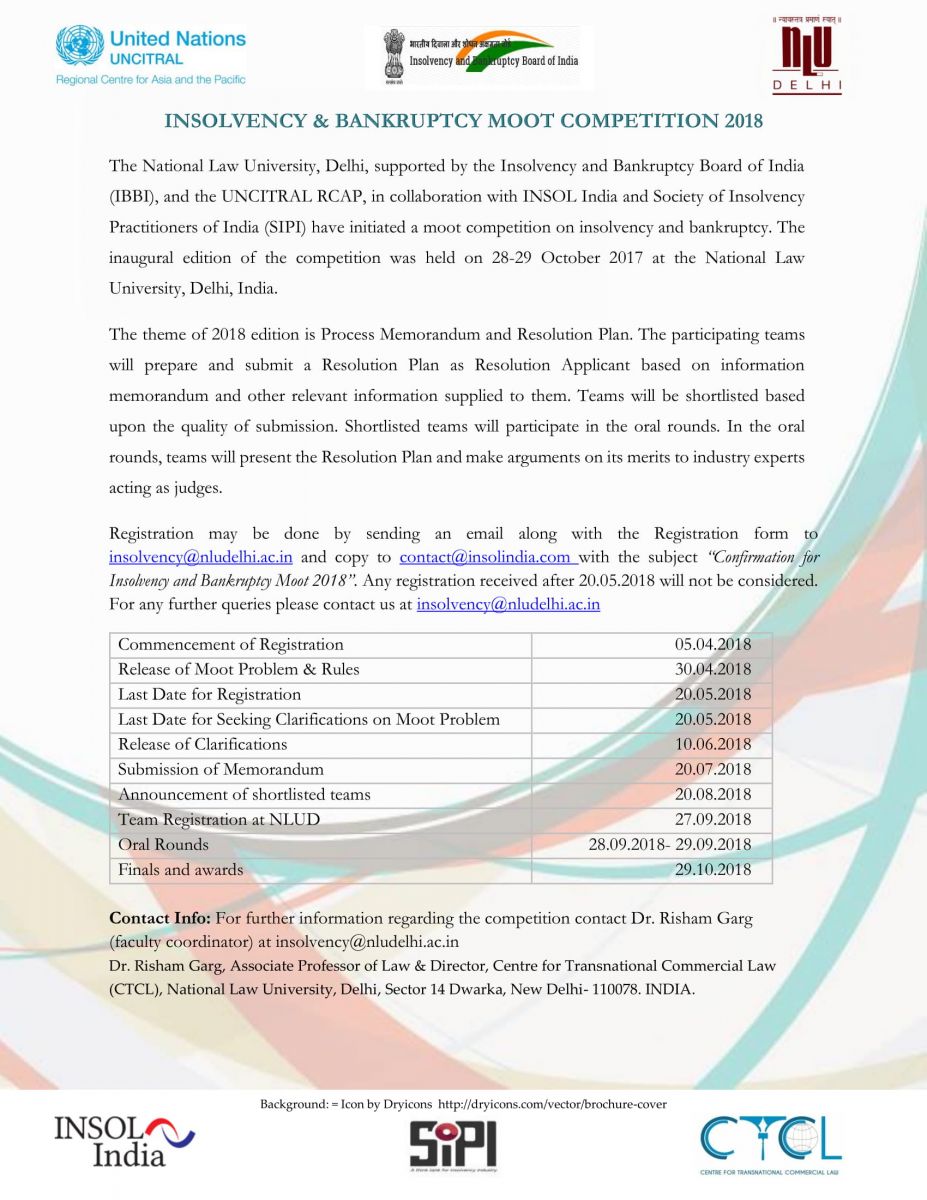 United Nations
UNCITRAL
Regional Centre for Asia and the Pacific
भारतीय दिवाला और शोधन अक्षमता बोर्ड
Insolvency and Bankruptcy Board of India
॥ न्यायस्तत्र प्रमाणं स्यात् ॥
NLU
DELHI
INSOLVENCY & BANKRUPTCY MOOT COMPETITION 2018
The National Law University, Delhi, supported by the Insolvency and Bankruptcy Board of India
(IBBI), and the UNCITRAL RCAP, in collaboration with INSOL India and Society of Insolvency
Practitioners of India (SIPI) have initiated a moot competition on insolvency and bankruptcy. The
inaugural edition of the competition was held on 28-29 October 2017 at the National Law
University, Delhi, India.
The theme of 2018 edition is Process Memorandum and Resolution Plan. The participating teams
will prepare and submit a Resolution Plan as Resolution Applicant based on information
memorandum and other relevant information supplied to them. Teams will be shortlisted based
upon the quality of submission. Shortlisted teams will participate in the oral rounds. In the oral
rounds, teams will present the Resolution Plan and make arguments on its merits to industry experts
acting as judges.
Registration may be done by sending an email along with the Registration form to
insolvency@nludelhi.ac.in and copy to contact@insolindia.com with the subject “Confirmation for
Insolvency and Bankruptcy Moot 2018”. Any registration received after 20.05.2018 will not be considered.
For any further queries please contact us at insolvency@nludelhi.ac.in
Commencement of Registration 05.04.2018
Release of Moot Problem & Rules 30.04.2018
Last Date for Registration 20.05.2018
Last Date for Seeking Clarifications on Moot Problem 20.05.2018
Release of Clarifications 10.06.2018
Submission of Memorandum 20.07.2018
Announcement of shortlisted teams 20.08.2018
Team Registration at NLUD 27.09.2018
Oral Rounds 28.09.2018- 29.09.2018
Finals and awards 29.10.2018
Contact Info: For further information regarding the competition contact Dr. Risham Garg
(faculty coordinator) at insolvency@nludelhi.ac.in
Dr. Risham Garg, Associate Professor of Law & Director, Centre for Transnational Commercial Law
(CTCL), National Law University, Delhi, Sector 14 Dwarka, New Delhi- 110078. INDIA.
Background: = Icon by Dryicons http://dryicons.com/vector/brochure-cover
INSOL
India
SiPI
A think tank for insolvency industry
CTCL
CENTRE FOR TRANSNATIONAL COMMERCIAL LAW